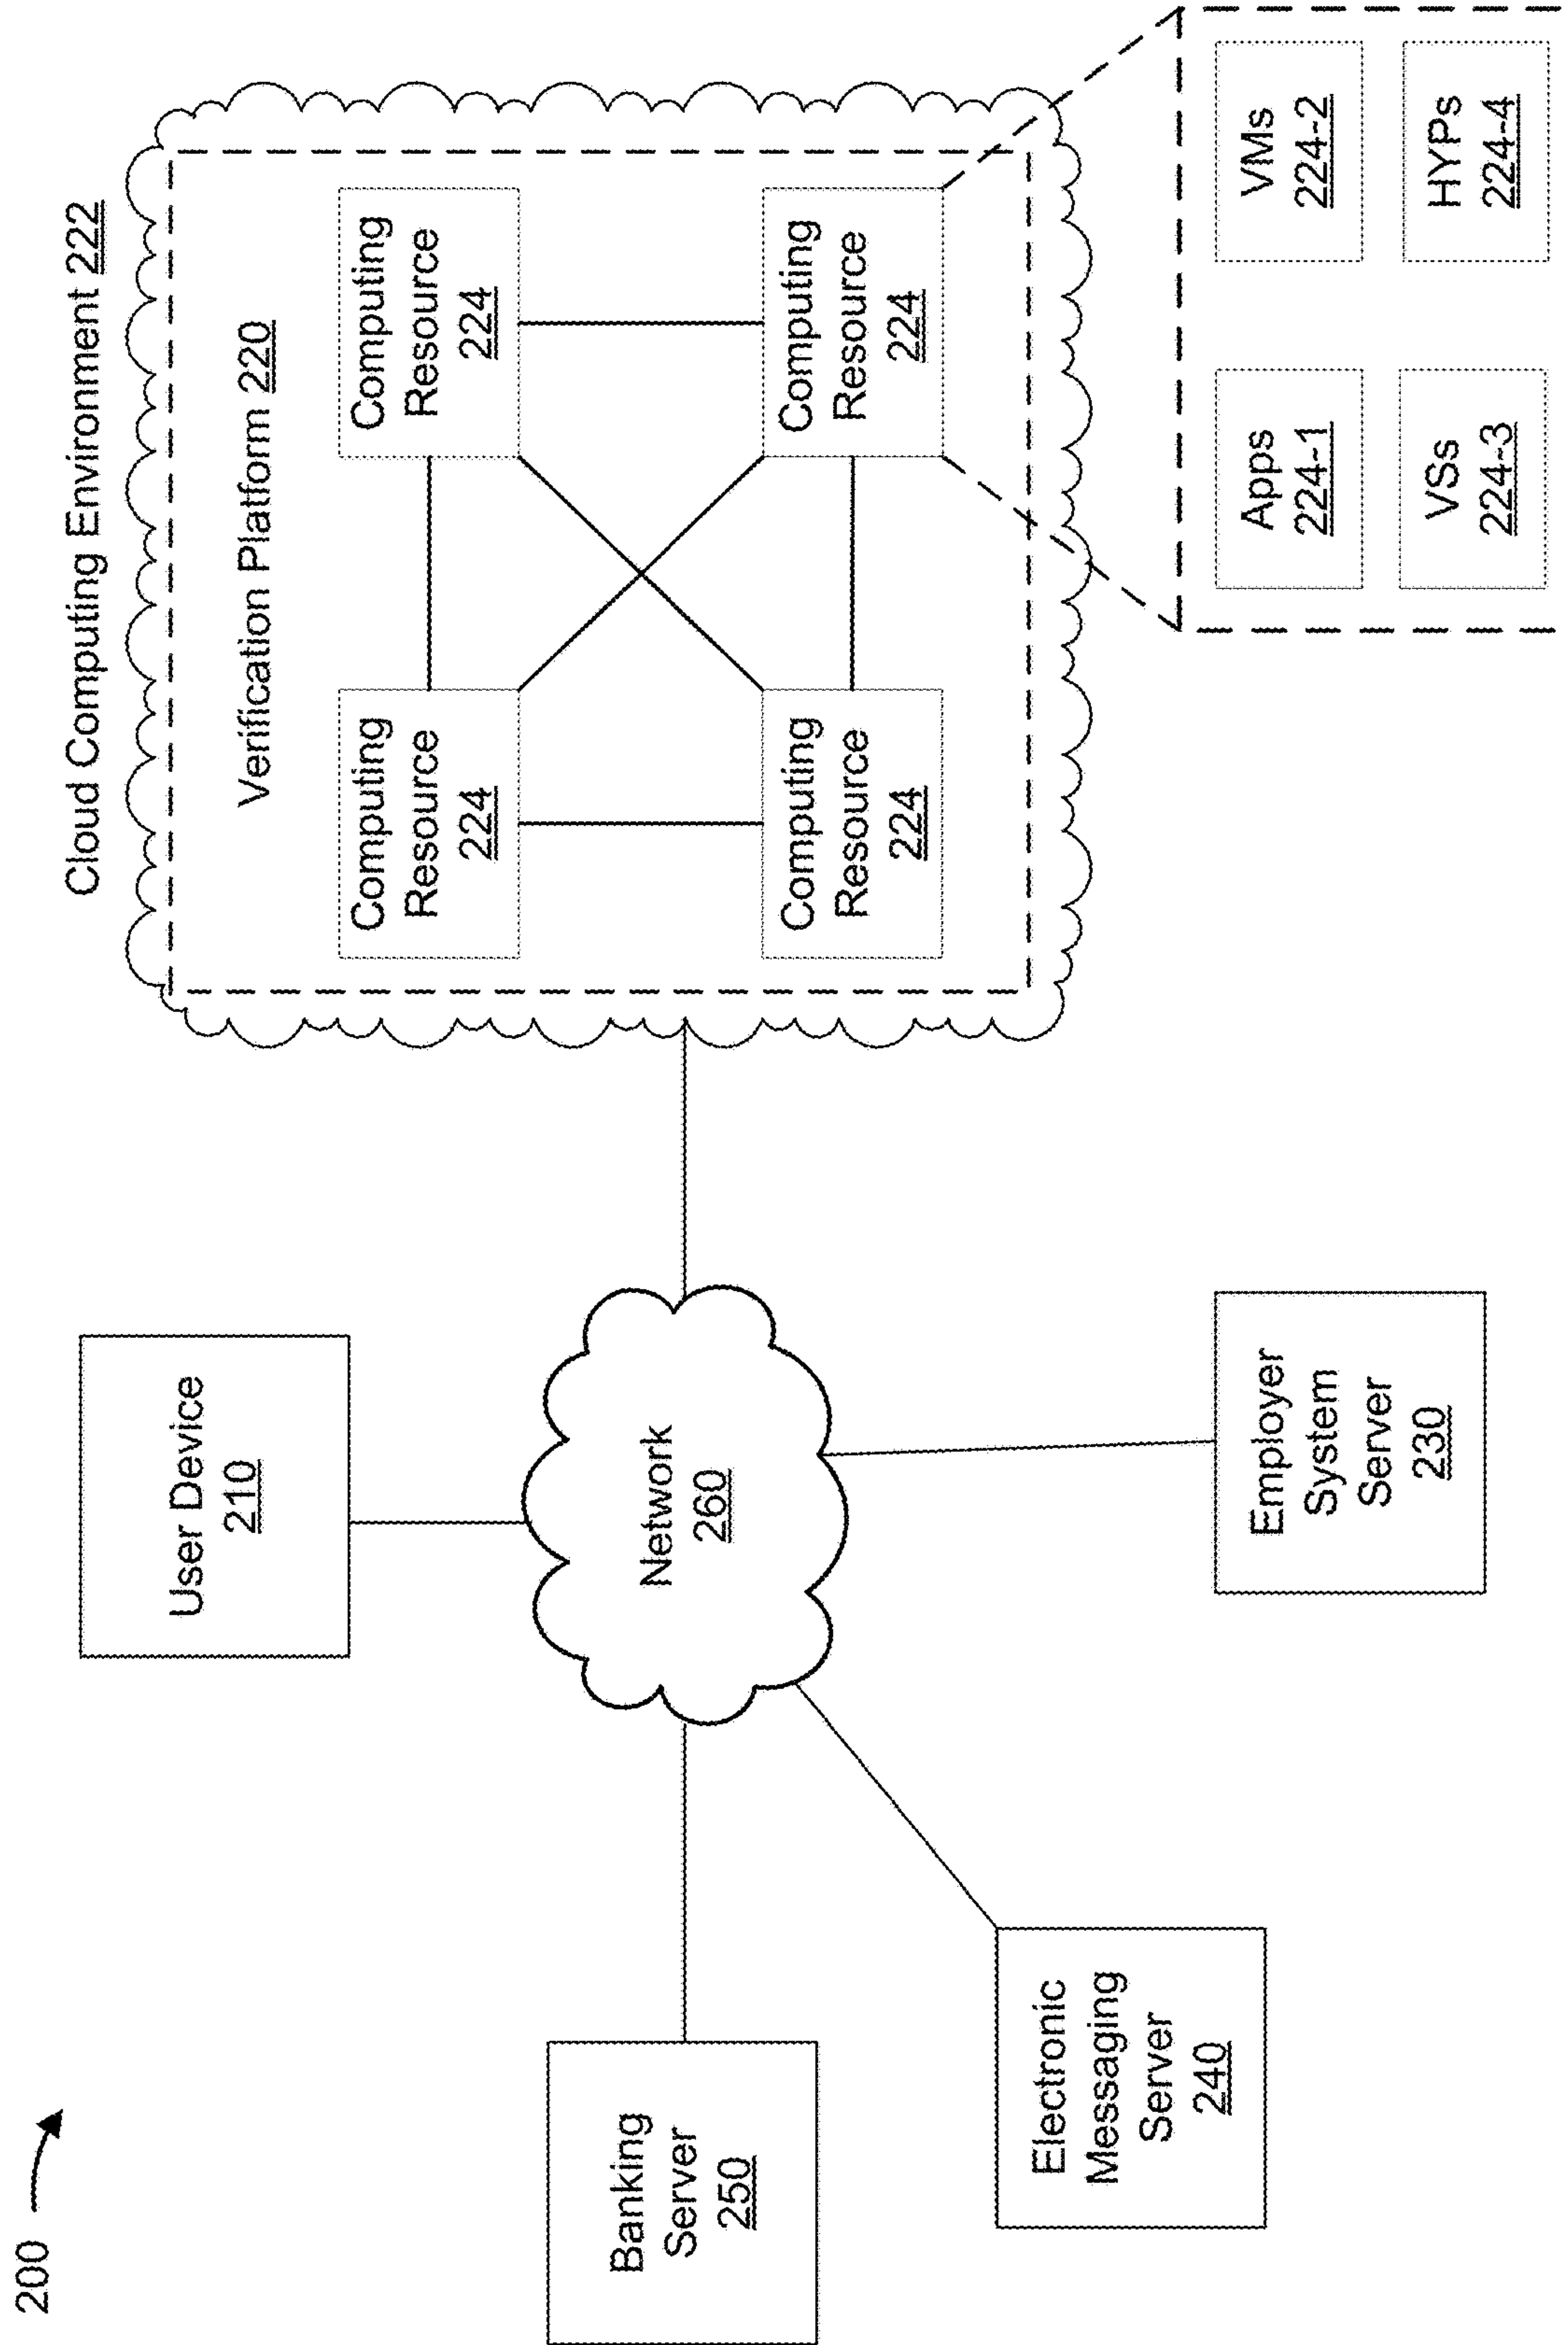 200
Cloud Computing Environment 222
Verification Platform 220
User Device
210
Computing
Resource
224
Computing
Resource
224
Computing
Resource
224
Computing
Resource
224
Banking
Server
250
Network
260
Electronic
Messaging
Server
240
Employer
System
Server
230
Apps
224-1
VMs
224-2
VSs
224-3
HYPs
224-4